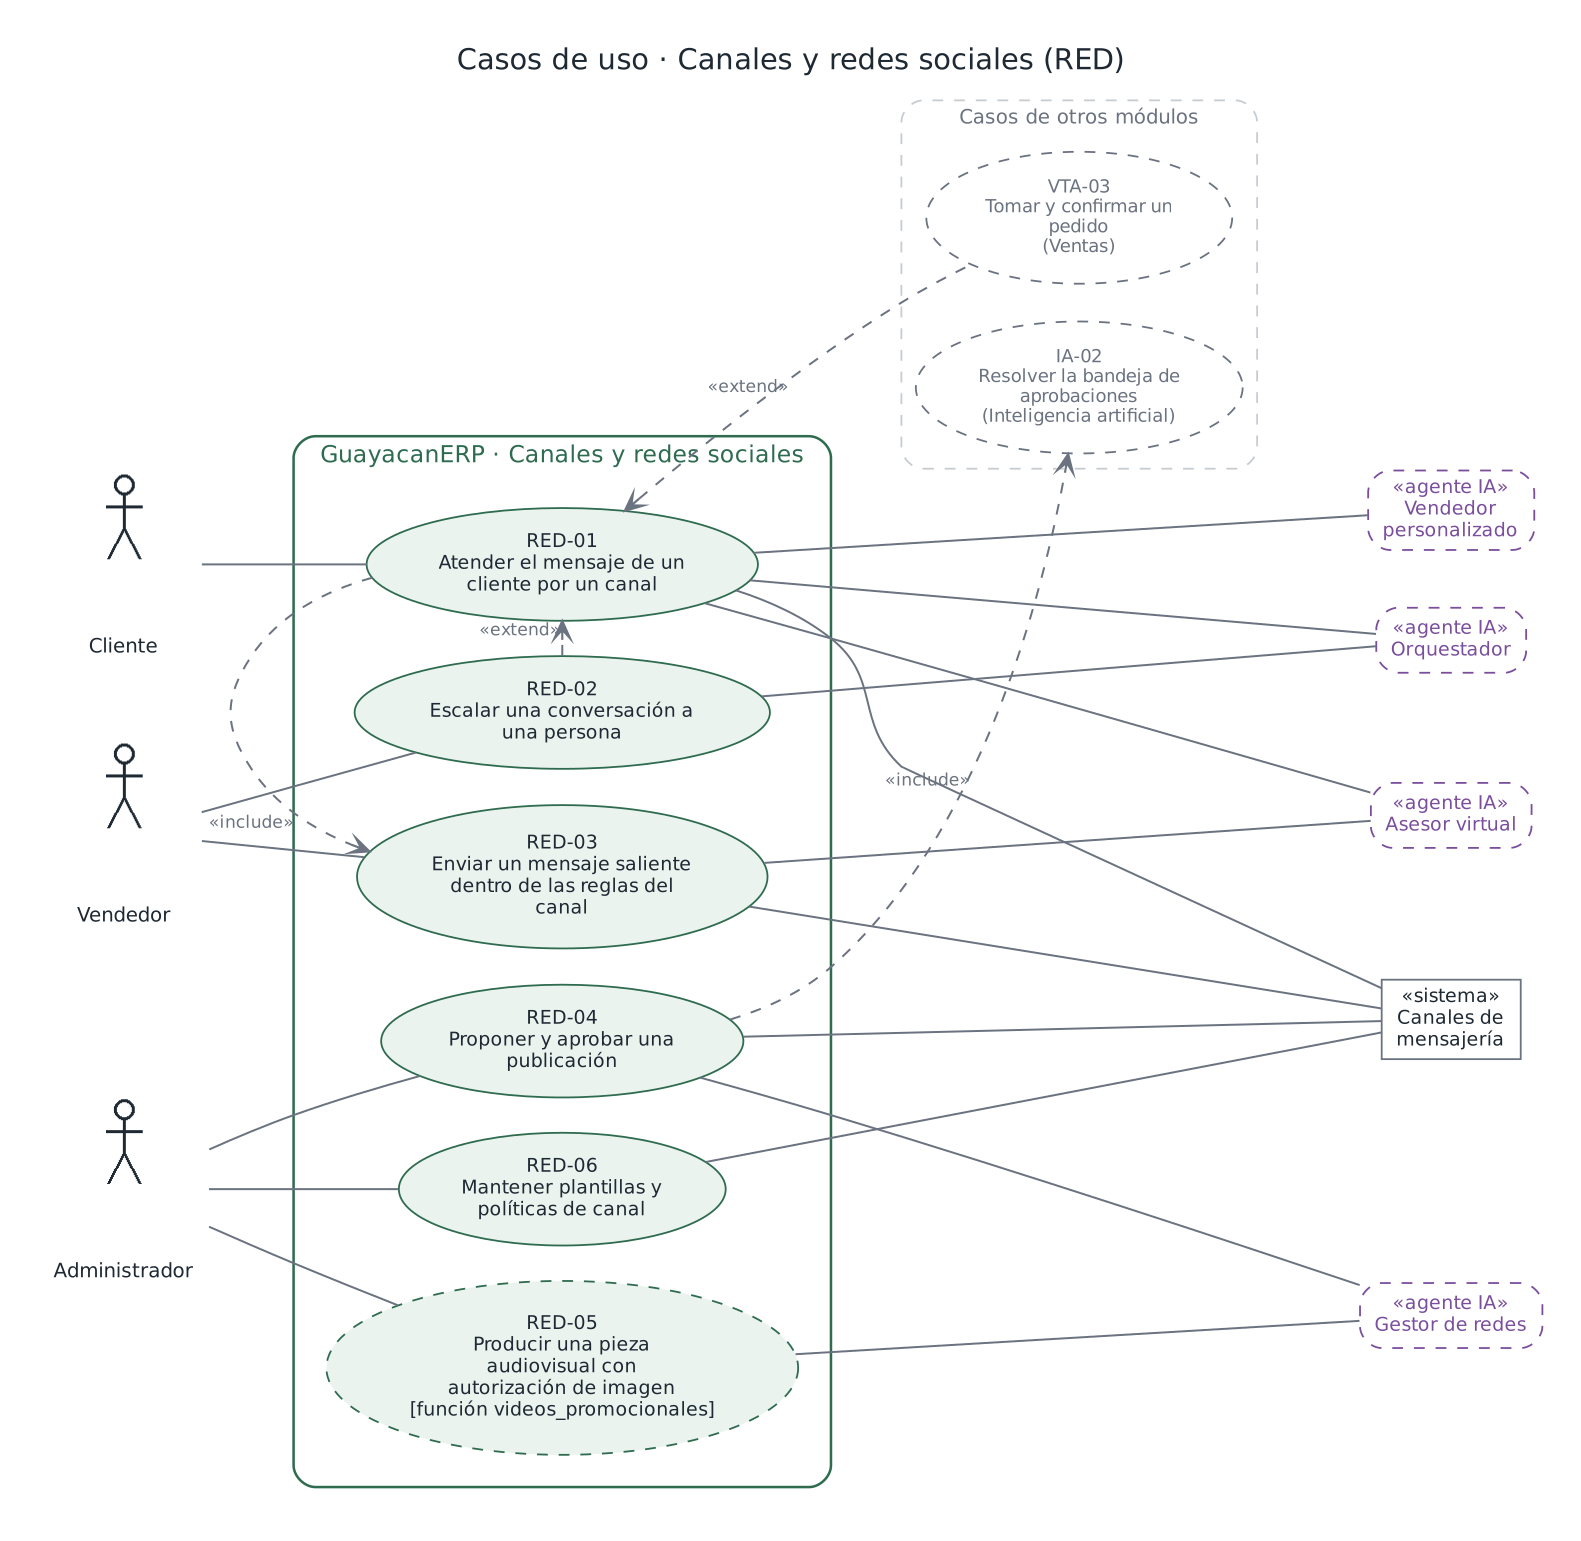 Casos de uso · Canales y redes sociales (RED)
Casos de otros módulos
VTA-03
Tomar y confirmar un
pedido
(Ventas)
IA-02
Resolver la bandeja de
aprobaciones
(Inteligencia artificial)
«extend»
GuayacanERP · Canales y redes sociales
Cliente
Vendedor
Administrador
RED-01
Atender el mensaje de un
cliente por un canal
«extend»
RED-02
Escalar una conversación a
una persona
«include»
RED-03
Enviar un mensaje saliente
dentro de las reglas del
canal
«include»
RED-04
Proponer y aprobar una
publicación
RED-06
Mantener plantillas y
políticas de canal
RED-05
Producir una pieza
audiovisual con
autorización de imagen
[función videos_promocionales]
«agente IA»
Vendedor
personalizado
«agente IA»
Orquestador
«agente IA»
Asesor virtual
«sistema»
Canales de
mensajería
«agente IA»
Gestor de redes